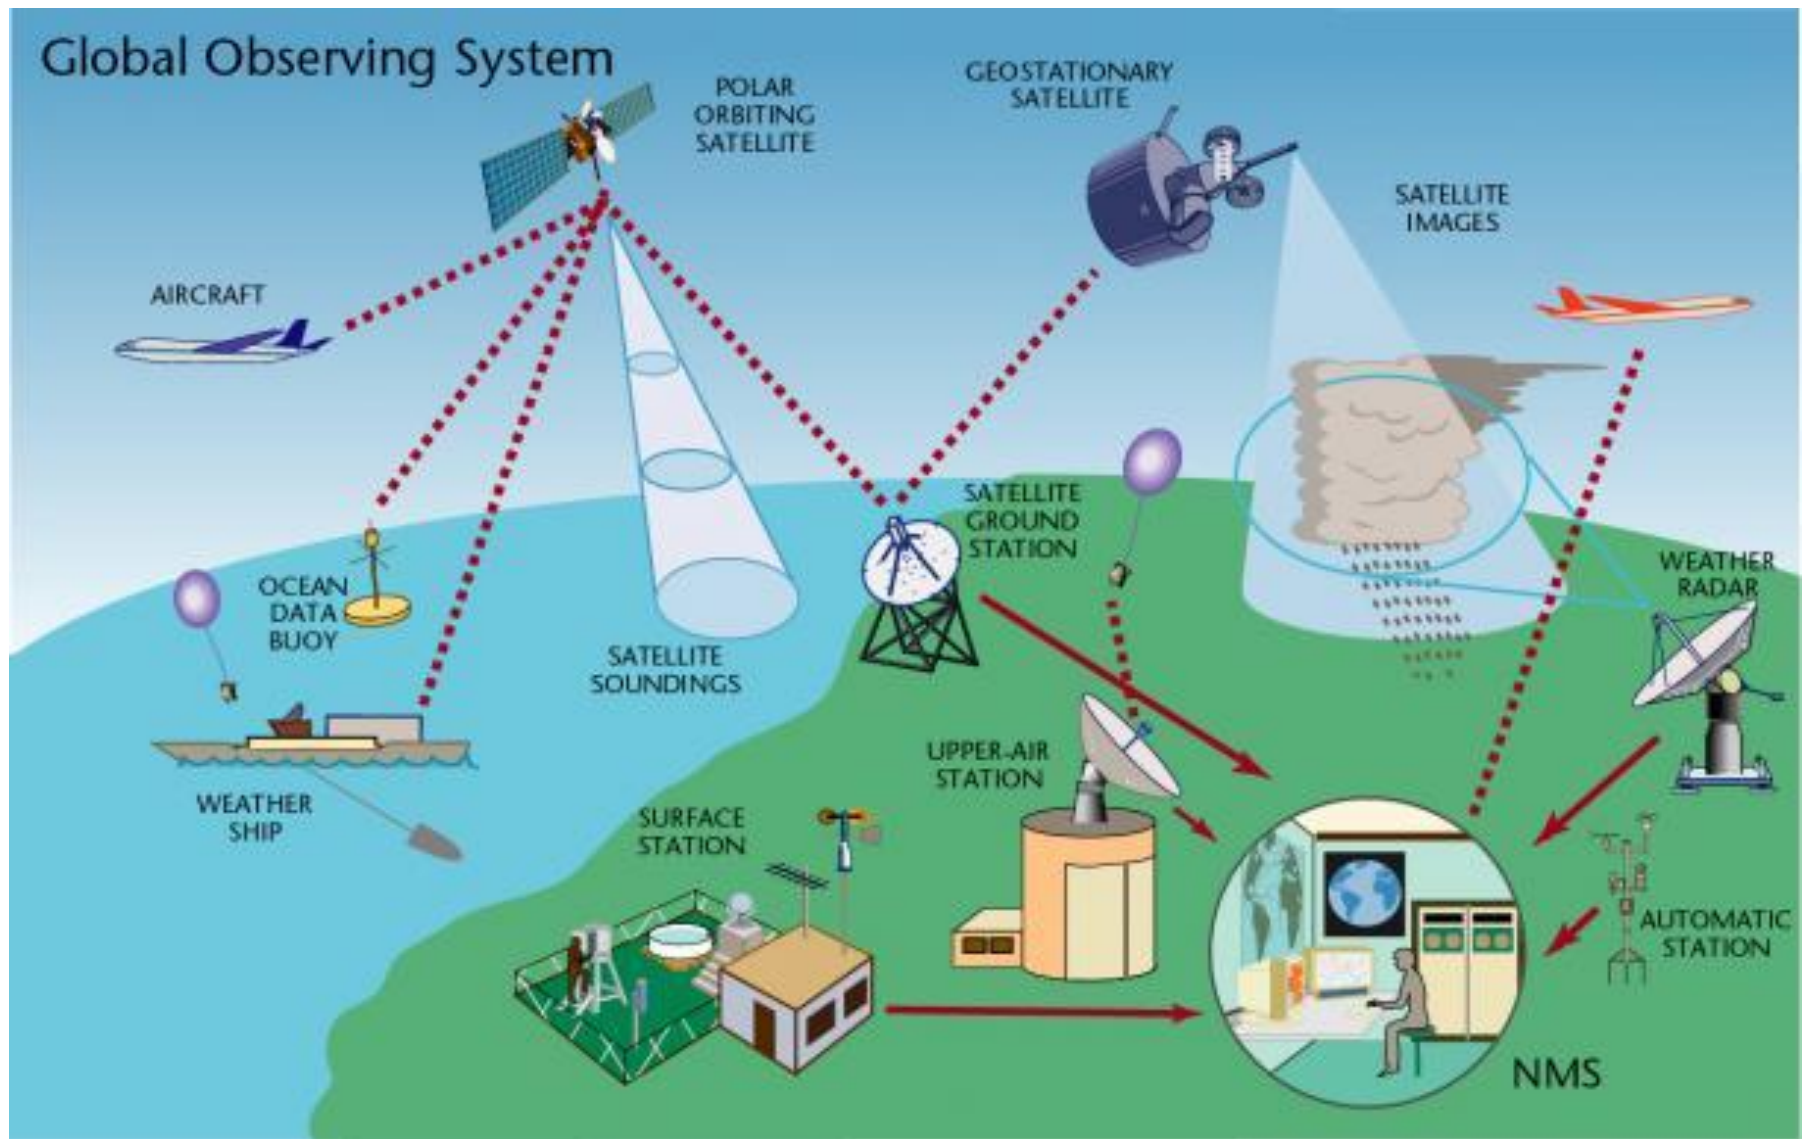 Global Observing System
POLAR
ORBITING
SATELLITE
GEOSTATIONARY
SATELLITE
SATELLITE
IMAGES
AIRCRAFT
SATELLITE
GROUND
STATION
WEATHER
RADAR
OCEAN
DATA
BUOY
SATELLITE
SOUNDINGS
UPPER-AIR
STATION
WEATHER
SHIP
SURFACE
STATION
AUTOMATIC
STATION
NMS